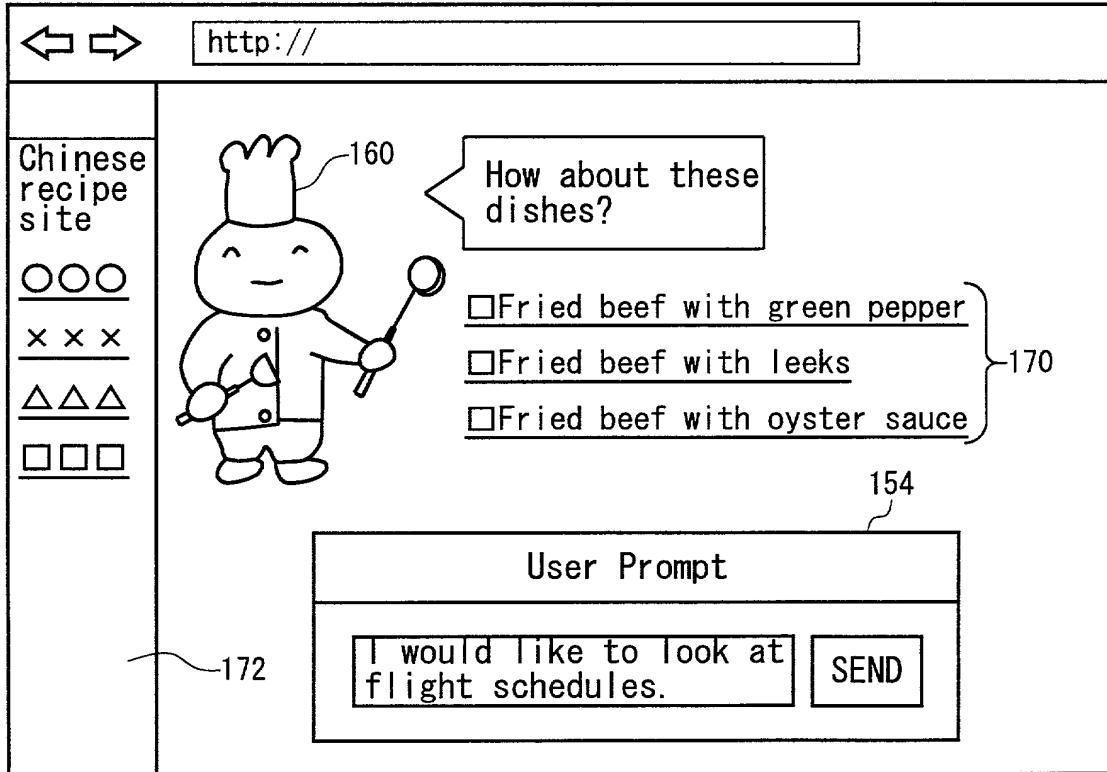 http://
Chinese
recipe
site
○○○
×××
△△△
□□□
160
How about these
dishes?
□Fried beef with green pepper
□Fried beef with leeks
□Fried beef with oyster sauce
170
154
User Prompt
I would like to look at
flight schedules.
SEND
172